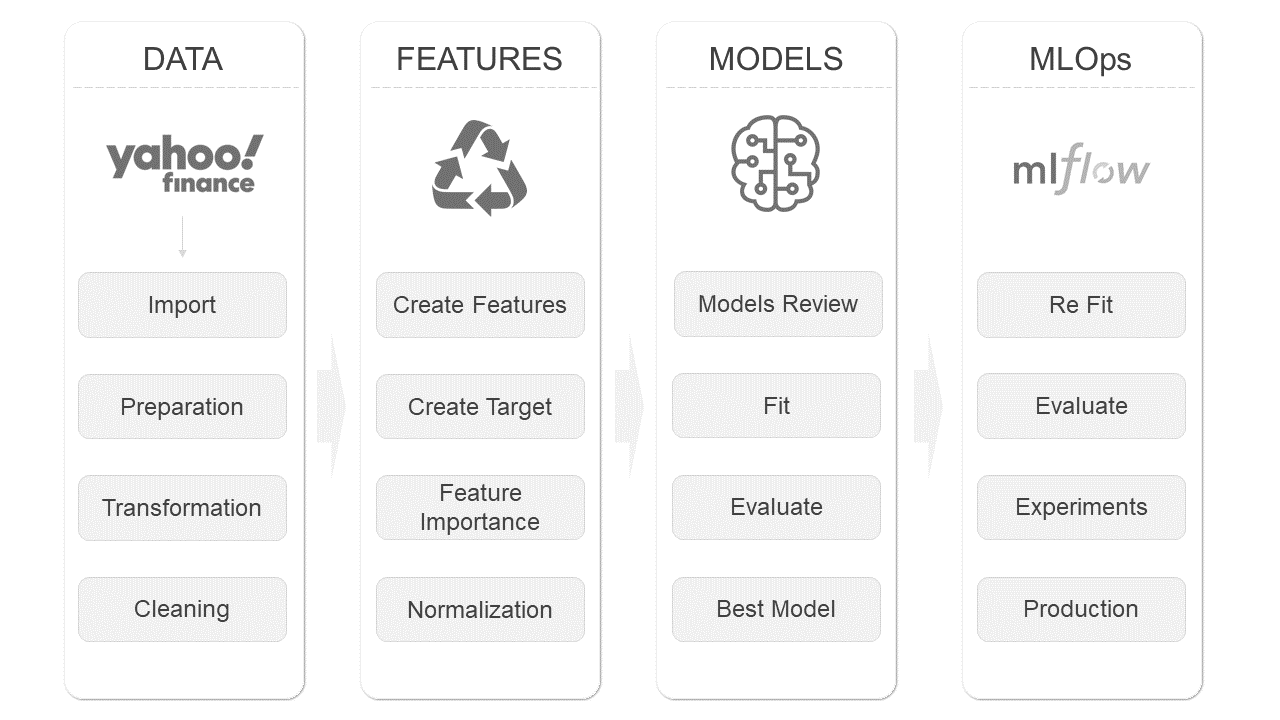 DATA
yahoo!
finance
Import
Preparation
Transformation
Cleaning
FEATURES
Create Features
Create Target
Feature
Importance
Normalization
MODELS
Models Review
Fit
Evaluate
Best Model
MLOps
mlflow
Re Fit
Evaluate
Experiments
Production